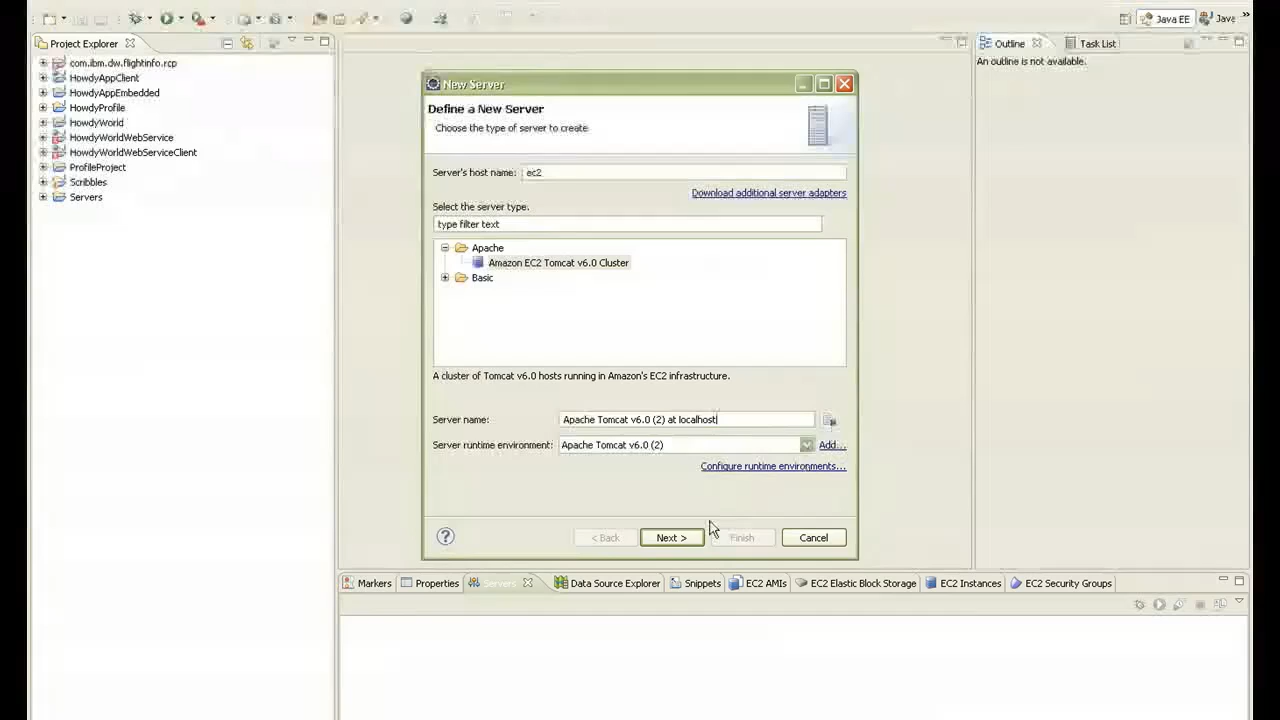 Java EE
Java
Project Explorer
Outline
Task List
com.ibm.dw.flightinfo.rcp
An outline is not available.
HowdyAppClient
HowdyAppEmbedded
HowdyProfile
HowdyWorld
HowdyWorldWebService
HowdyWorldWebServiceClient
ProfileProject
Scribbles
Servers
New Server
Define a New Server
Choose the type of server to create
Server's host name: ec2
Download additional server adapters
Select the server type:
type filter text
Apache
Amazon EC2 Tomcat v6.0 Cluster
Basic
A cluster of Tomcat v6.0 hosts running in Amazon's EC2 infrastructure.
Server name: Apache Tomcat v6.0 (2) at localhost
Server runtime environment: Apache Tomcat v6.0 (2) Add...
Configure runtime environments...
< Back Next > Finish Cancel
Markers Properties Servers Data Source Explorer Snippets EC2 AMIs EC2 Elastic Block Storage EC2 Instances EC2 Security Groups